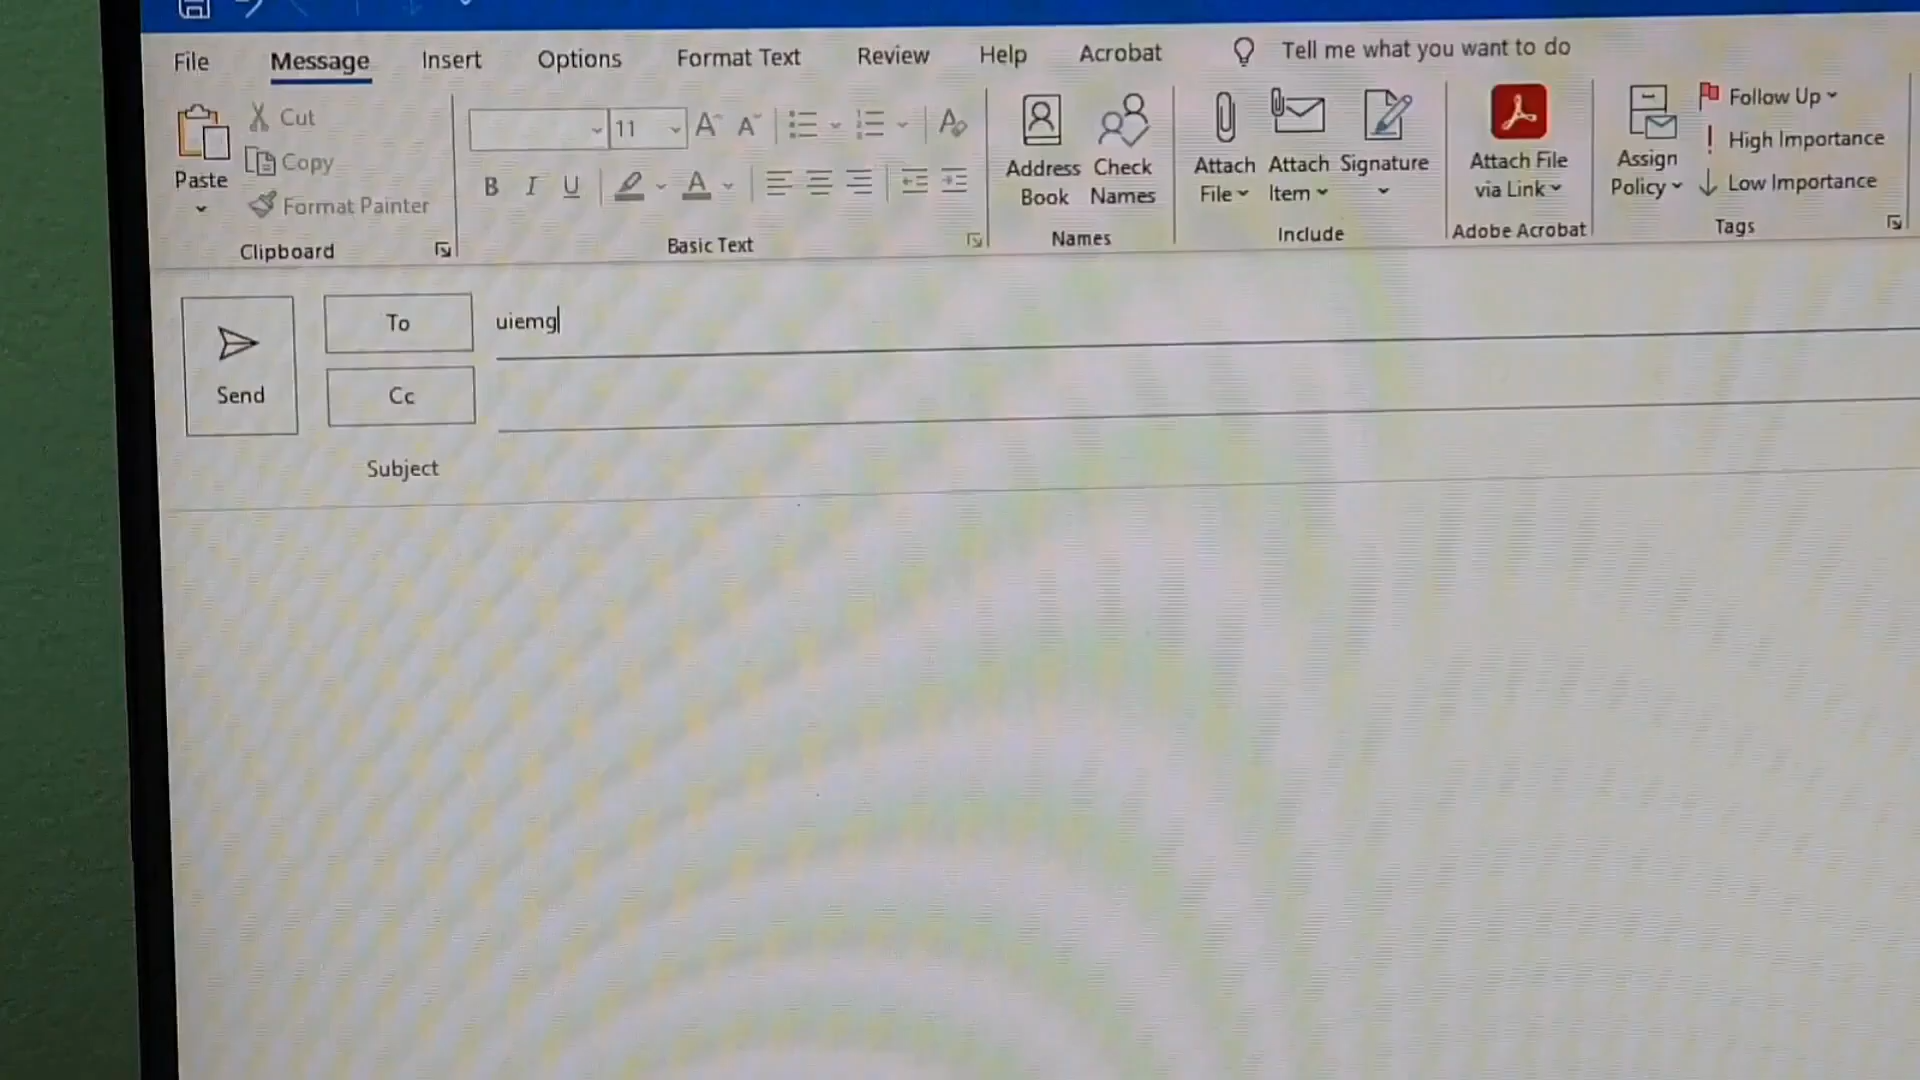 File Message Insert Options Format Text Review Help Acrobat Tell me what you want to do
Paste
Cut
Copy
Format Painter
Clipboard
11
B I U
Basic Text
Address Book
Check Names
Names
Attach File
Attach Item
Signature
Include
Attach File via Link
Adobe Acrobat
Assign Policy
Follow Up
High Importance
Low Importance
Tags
Send
To
uiemg
Cc
Subject